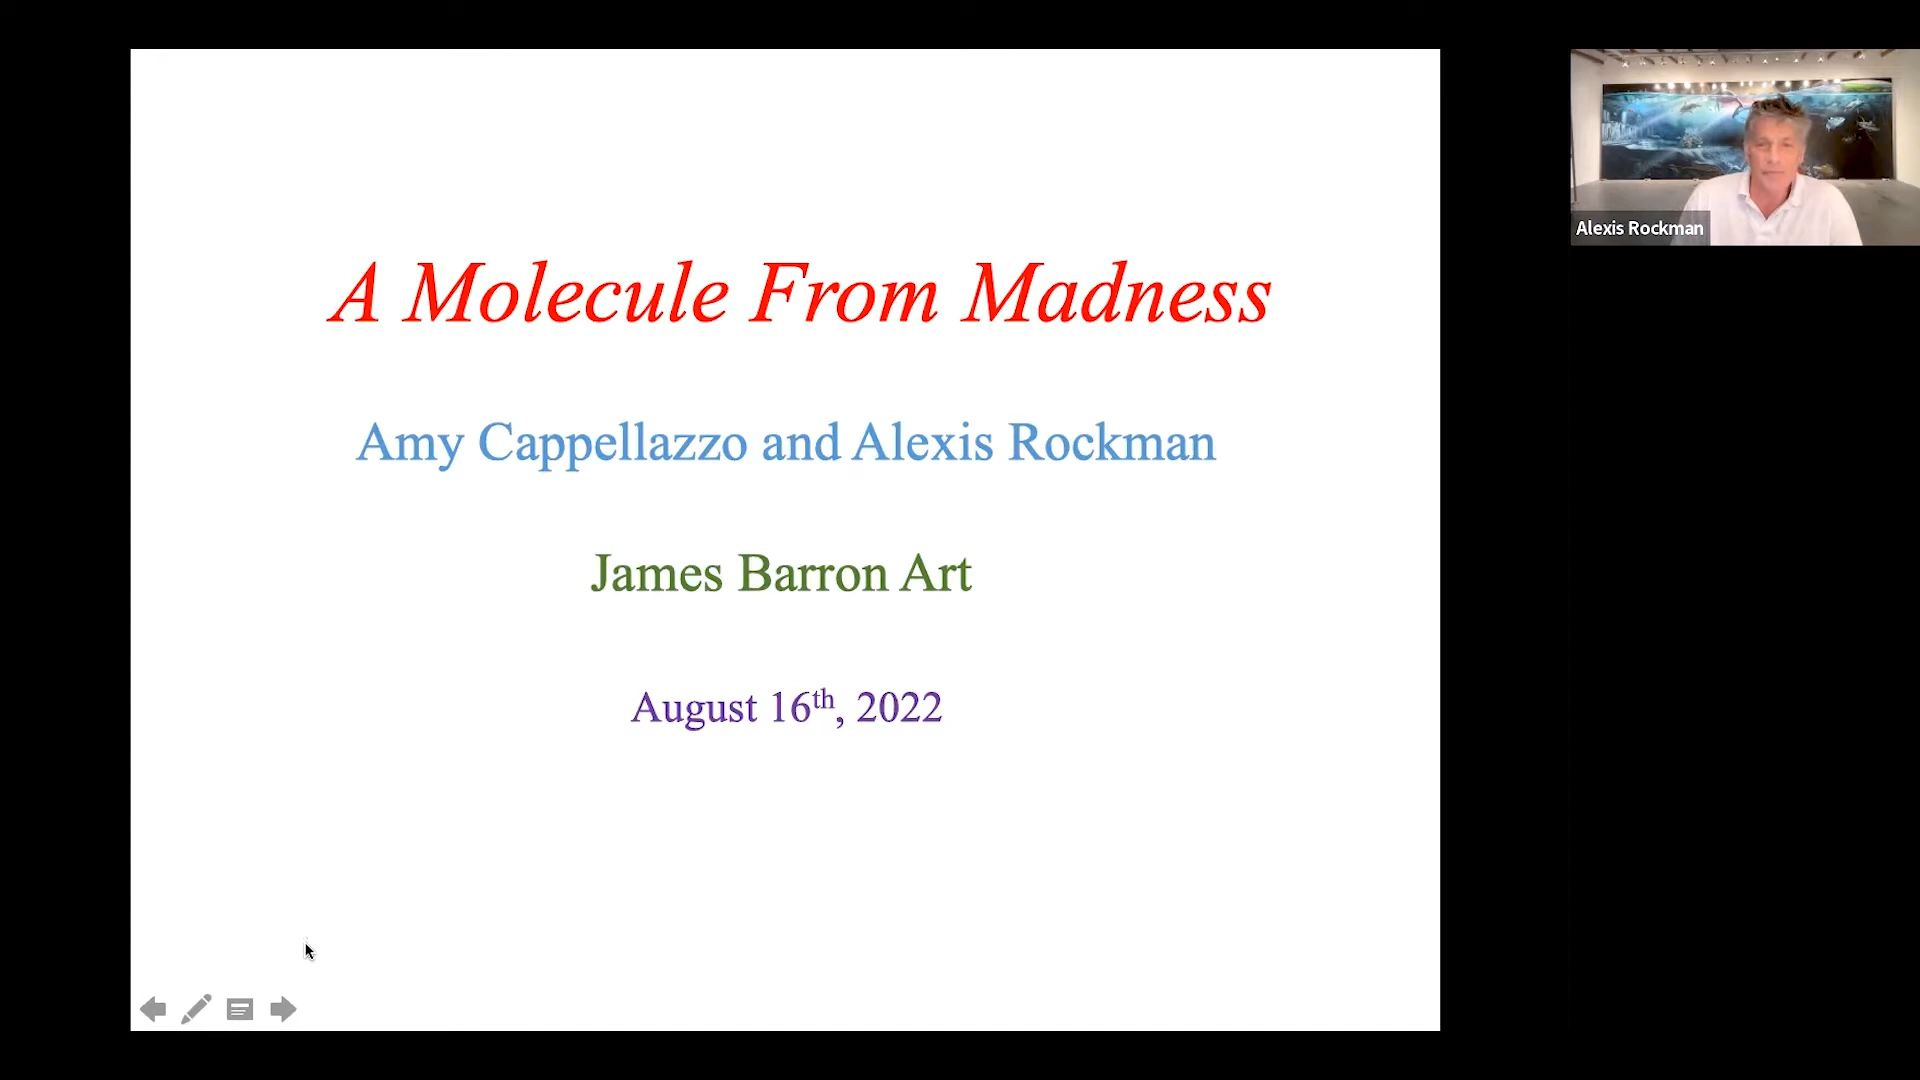 A Molecule From Madness
Amy Cappellazzo and Alexis Rockman
James Barron Art
August 16th, 2022
Alexis Rockman